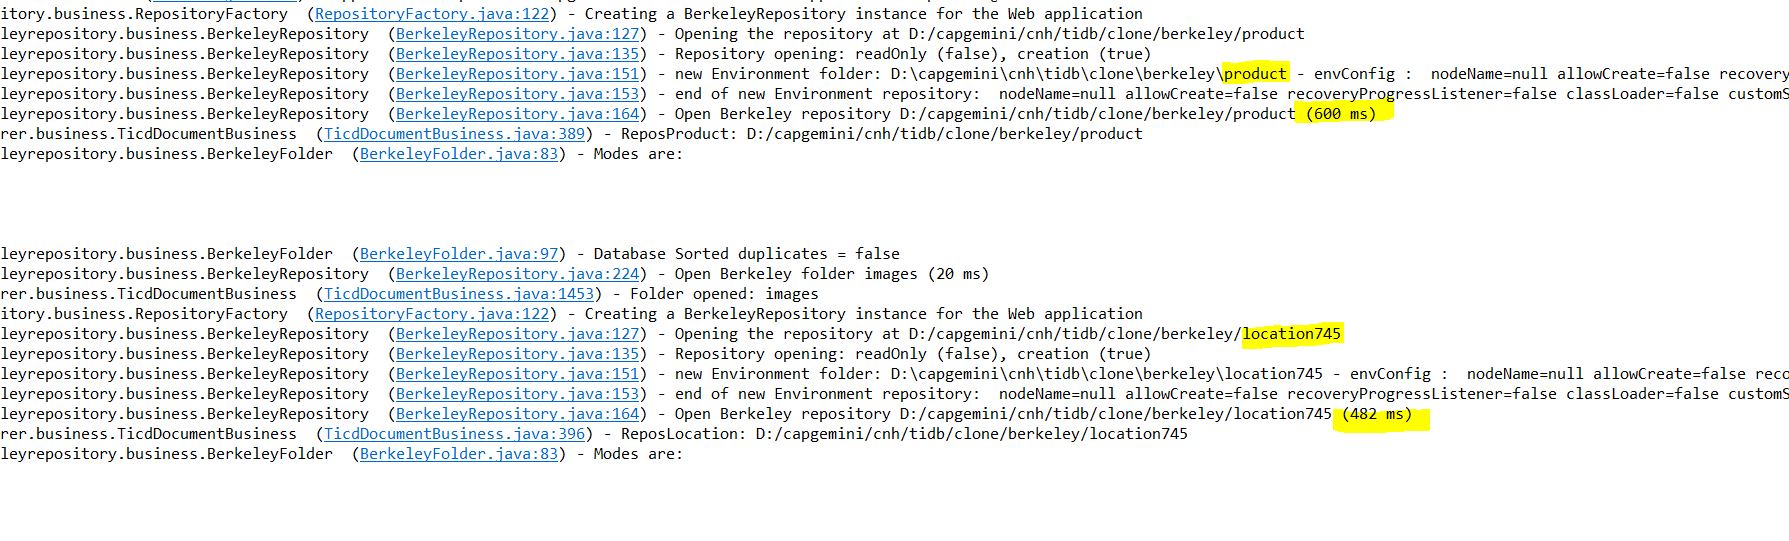 itory.business.RepositoryFactory (RepositoryFactory.java:122) - Creating a BerkeleyRepository instance for the Web application
leyrepository.business.BerkeleyRepository (BerkeleyRepository.java:127) - Opening the repository at D:/capgemini/cnh/tidb/clone/berkeley/product
leyrepository.business.BerkeleyRepository (BerkeleyRepository.java:135) - Repository opening: readOnly (false), creation (true)
leyrepository.business.BerkeleyRepository (BerkeleyRepository.java:151) - new Environment folder: D:\capgemini\cnh\tidb\clone\berkeley\product - envConfig : nodeName=null allowCreate=false recovery
leyrepository.business.BerkeleyRepository (BerkeleyRepository.java:153) - end of new Environment repository: nodeName=null allowCreate=false recoveryProgressListener=false classLoader=false customS
leyrepository.business.BerkeleyRepository (BerkeleyRepository.java:164) - Open Berkeley repository D:/capgemini/cnh/tidb/clone/berkeley/product (600 ms)
rer.business.TicdDocumentBusiness (TicdDocumentBusiness.java:389) - ReposProduct: D:/capgemini/cnh/tidb/clone/berkeley/product
leyrepository.business.BerkeleyFolder (BerkeleyFolder.java:83) - Modes are:
leyrepository.business.BerkeleyFolder (BerkeleyFolder.java:97) - Database Sorted duplicates = false
leyrepository.business.BerkeleyRepository (BerkeleyRepository.java:224) - Open Berkeley folder images (20 ms)
rer.business.TicdDocumentBusiness (TicdDocumentBusiness.java:1453) - Folder opened: images
itory.business.RepositoryFactory (RepositoryFactory.java:122) - Creating a BerkeleyRepository instance for the Web application
leyrepository.business.BerkeleyRepository (BerkeleyRepository.java:127) - Opening the repository at D:/capgemini/cnh/tidb/clone/berkeley/location745
leyrepository.business.BerkeleyRepository (BerkeleyRepository.java:135) - Repository opening: readOnly (false), creation (true)
leyrepository.business.BerkeleyRepository (BerkeleyRepository.java:151) - new Environment folder: D:\capgemini\cnh\tidb\clone\berkeley\location745 - envConfig : nodeName=null allowCreate=false reco
leyrepository.business.BerkeleyRepository (BerkeleyRepository.java:153) - end of new Environment repository: nodeName=null allowCreate=false recoveryProgressListener=false classLoader=false customS
leyrepository.business.BerkeleyRepository (BerkeleyRepository.java:164) - Open Berkeley repository D:/capgemini/cnh/tidb/clone/berkeley/location745 (482 ms)
rer.business.TicdDocumentBusiness (TicdDocumentBusiness.java:396) - ReposLocation: D:/capgemini/cnh/tidb/clone/berkeley/location745
leyrepository.business.BerkeleyFolder (BerkeleyFolder.java:83) - Modes are: